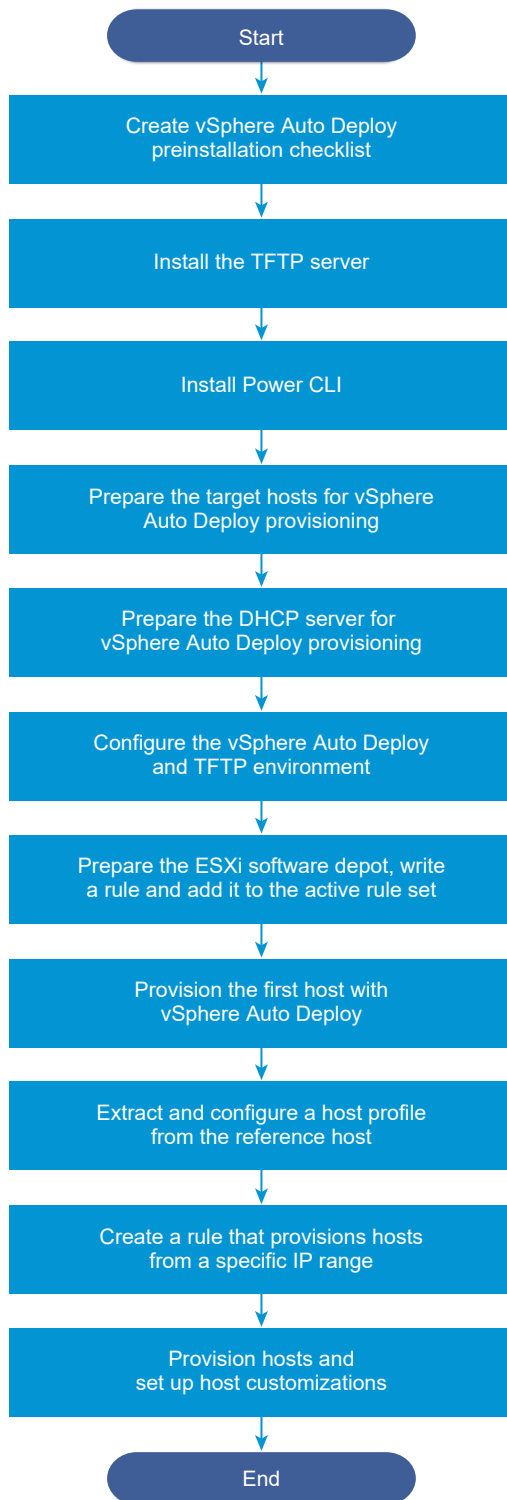 Start
Create vSphere Auto Deploy
preinstallation checklist
Install the TFTP server
Install Power CLI
Prepare the target hosts for vSphere
Auto Deploy provisioning
Prepare the DHCP server for
vSphere Auto Deploy provisioning
Configure the vSphere Auto Deploy
and TFTP environment
Prepare the ESXi software depot, write
a rule and add it to the active rule set
Provision the first host with
vSphere Auto Deploy
Extract and configure a host profile
from the reference host
Create a rule that provisions hosts
from a specific IP range
Provision hosts and
set up host customizations
End